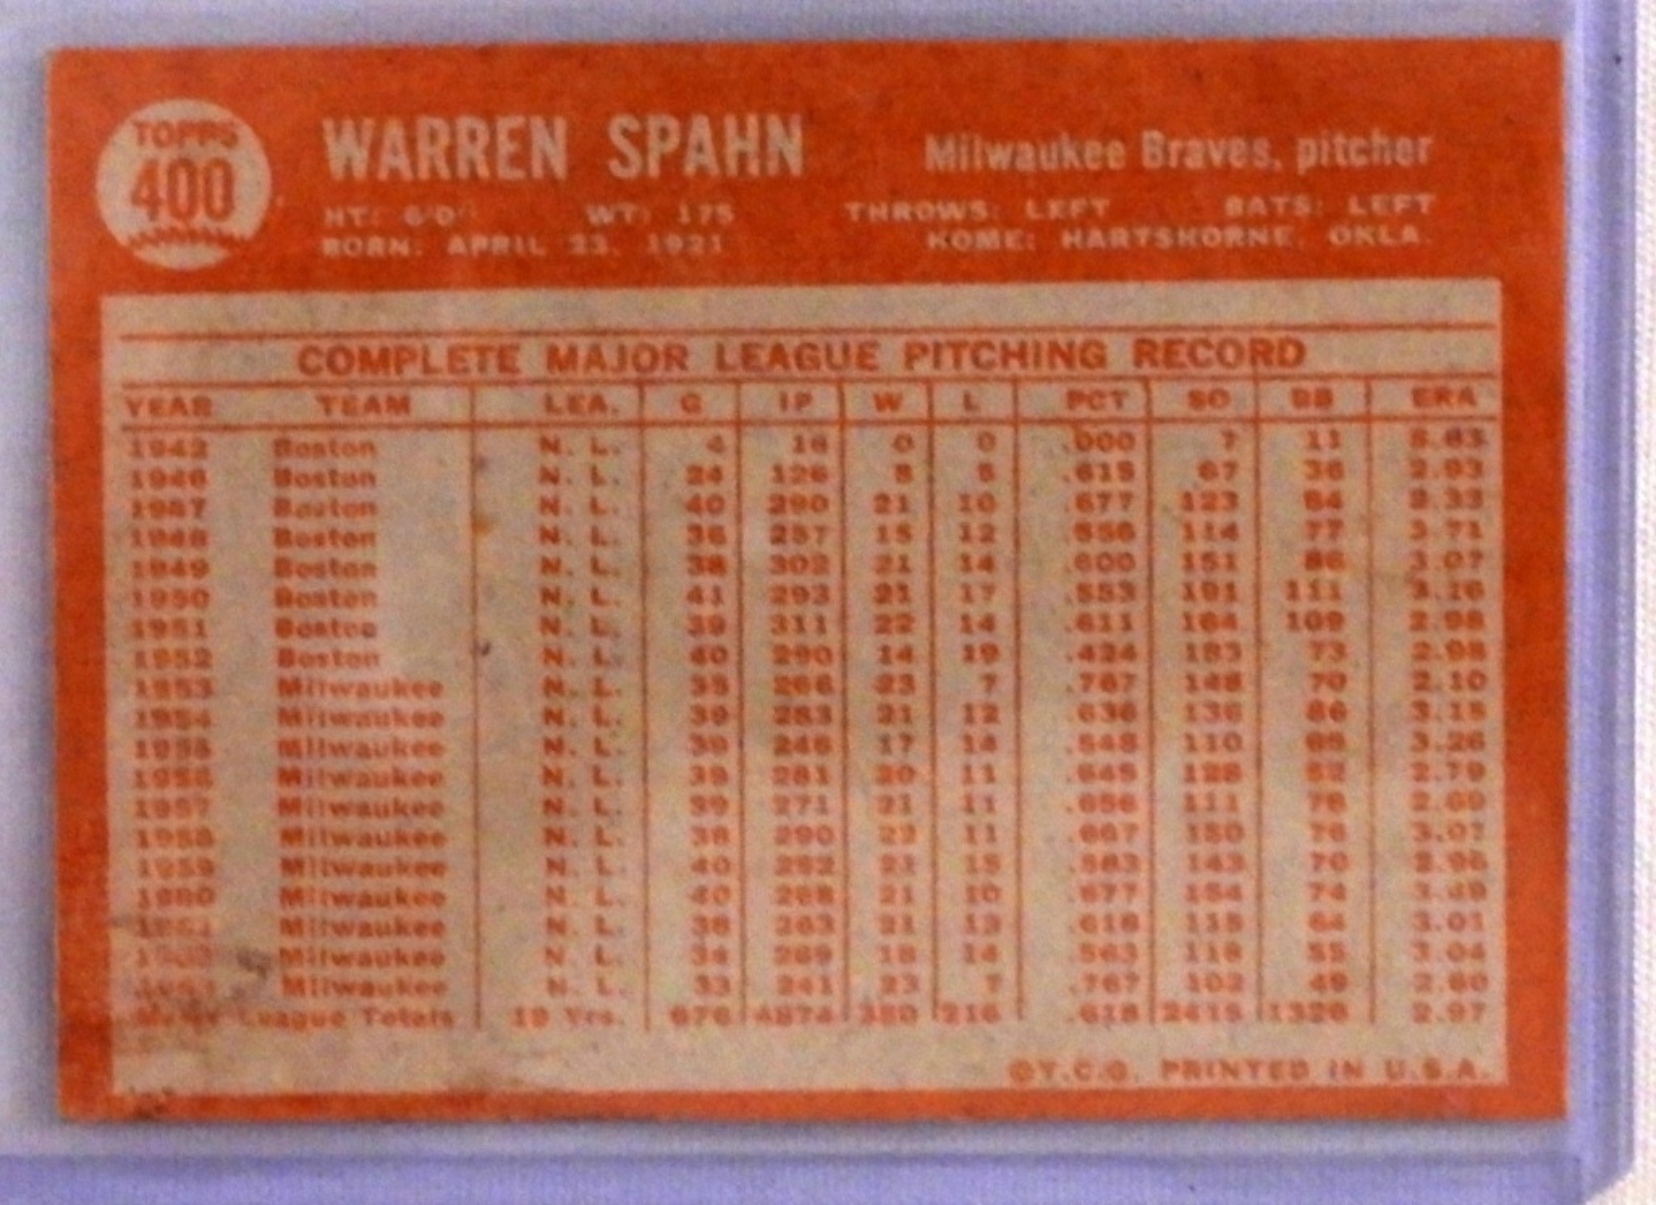 TOPPS
400
WARREN SPAHN
Milwaukee Braves, pitcher
HT: 6'0" WT: 175
THROWS: LEFT BATS: LEFT
BORN: APRIL 23, 1921
HOME: HARTSHORNE, OKLA.
COMPLETE MAJOR LEAGUE PITCHING RECORD
YEAR TEAM LEA. G IP W L PCT SO BB ERA
1942 Boston N. L. 4 16 0 0 .000 7 11 5.63
1946 Boston N. L. 24 126 8 5 .615 67 36 2.93
1947 Boston N. L. 40 290 21 10 .677 123 84 2.33
1948 Boston N. L. 36 257 15 12 .556 114 77 3.71
1949 Boston N. L. 38 302 21 14 .600 151 86 3.07
1950 Boston N. L. 41 293 21 17 .553 191 111 3.16
1951 Boston N. L. 39 311 22 14 .611 164 109 2.98
1952 Boston N. L. 40 290 14 19 .424 183 73 2.98
1953 Milwaukee N. L. 35 266 23 7 .767 148 70 2.10
1954 Milwaukee N. L. 39 283 21 12 .636 136 86 3.15
1955 Milwaukee N. L. 39 246 17 14 .548 110 65 3.26
1956 Milwaukee N. L. 39 281 20 11 .645 128 52 2.79
1957 Milwaukee N. L. 39 271 21 11 .656 111 78 2.69
1958 Milwaukee N. L. 38 290 22 11 .667 150 76 3.07
1959 Milwaukee N. L. 40 292 21 15 .583 143 70 2.96
1960 Milwaukee N. L. 40 268 21 10 .677 154 74 3.49
1961 Milwaukee N. L. 38 263 21 13 .618 115 64 3.01
1962 Milwaukee N. L. 34 269 18 14 .563 118 55 3.04
Milwaukee N. L. 33 241 23 7 .767 102 49 2.60
League Totals 19 Yrs. 676 4874 350 216 .618 2415 2.97
©T.C.G. PRINTED IN U.S.A.